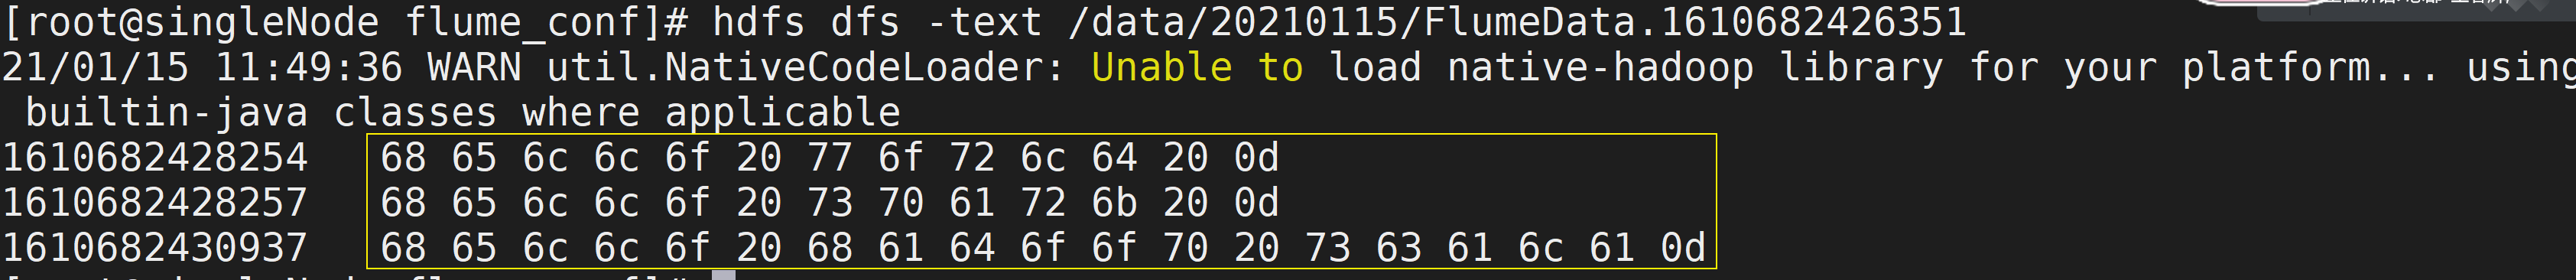 [root@singleNode flume_conf]# hdfs dfs -text /data/20210115/FlumeData.1610682426351
21/01/15 11:49:36 WARN util.NativeCodeLoader: Unable to load native-hadoop library for your platform... using
builtin-java classes where applicable
1610682428254 68 65 6c 6c 6f 20 77 6f 72 6c 64 20 0d
1610682428257 68 65 6c 6c 6f 20 73 70 61 72 6b 20 0d
1610682430937 68 65 6c 6c 6f 20 68 61 64 6f 6f 70 20 73 63 61 6c 61 0d